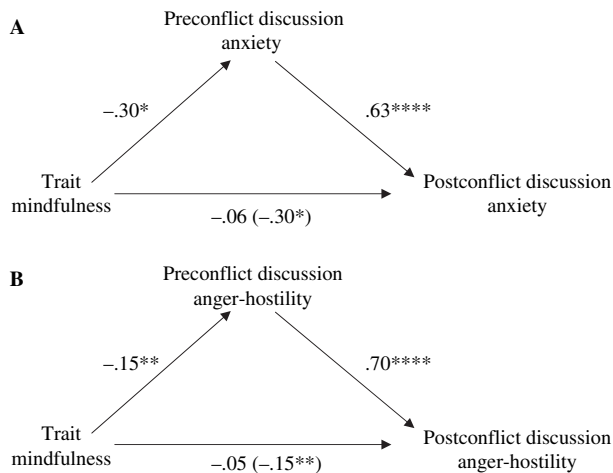 A
Preconflict discussion
anxiety
–.30*
.63****
Trait
mindfulness
Postconflict discussion
anxiety
–.06 (–.30*)
B
Preconflict discussion
anger-hostility
–.15**
.70****
Trait
mindfulness
Postconflict discussion
anger-hostility
–.05 (–.15**)